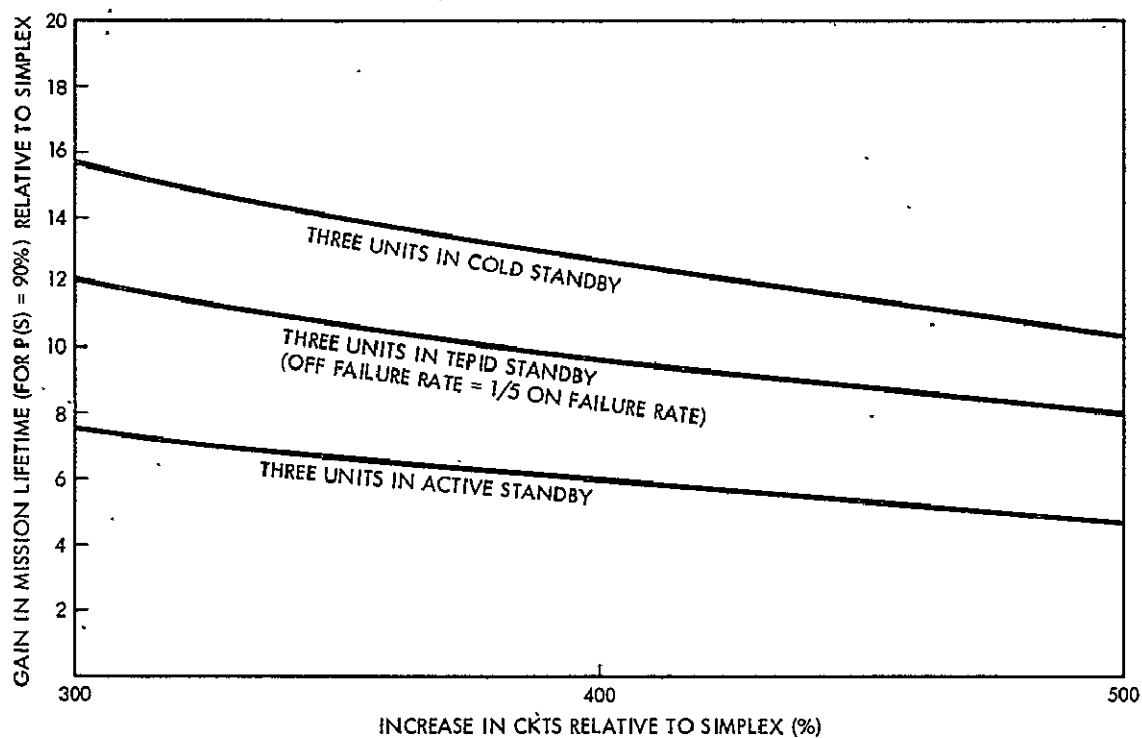 GAIN IN MISSION LIFETIME (FOR P(S) = 90%) RELATIVE TO SIMPLEX
20
18
16
14
12
10
8
6
4
2
THREE UNITS IN COLD STANDBY
THREE UNITS IN TEPID STANDBY
(OFF FAILURE RATE = 1/5 ON FAILURE RATE)
THREE UNITS IN ACTIVE STANDBY
300
400
500
INCREASE IN CKTS RELATIVE TO SIMPLEX (%)